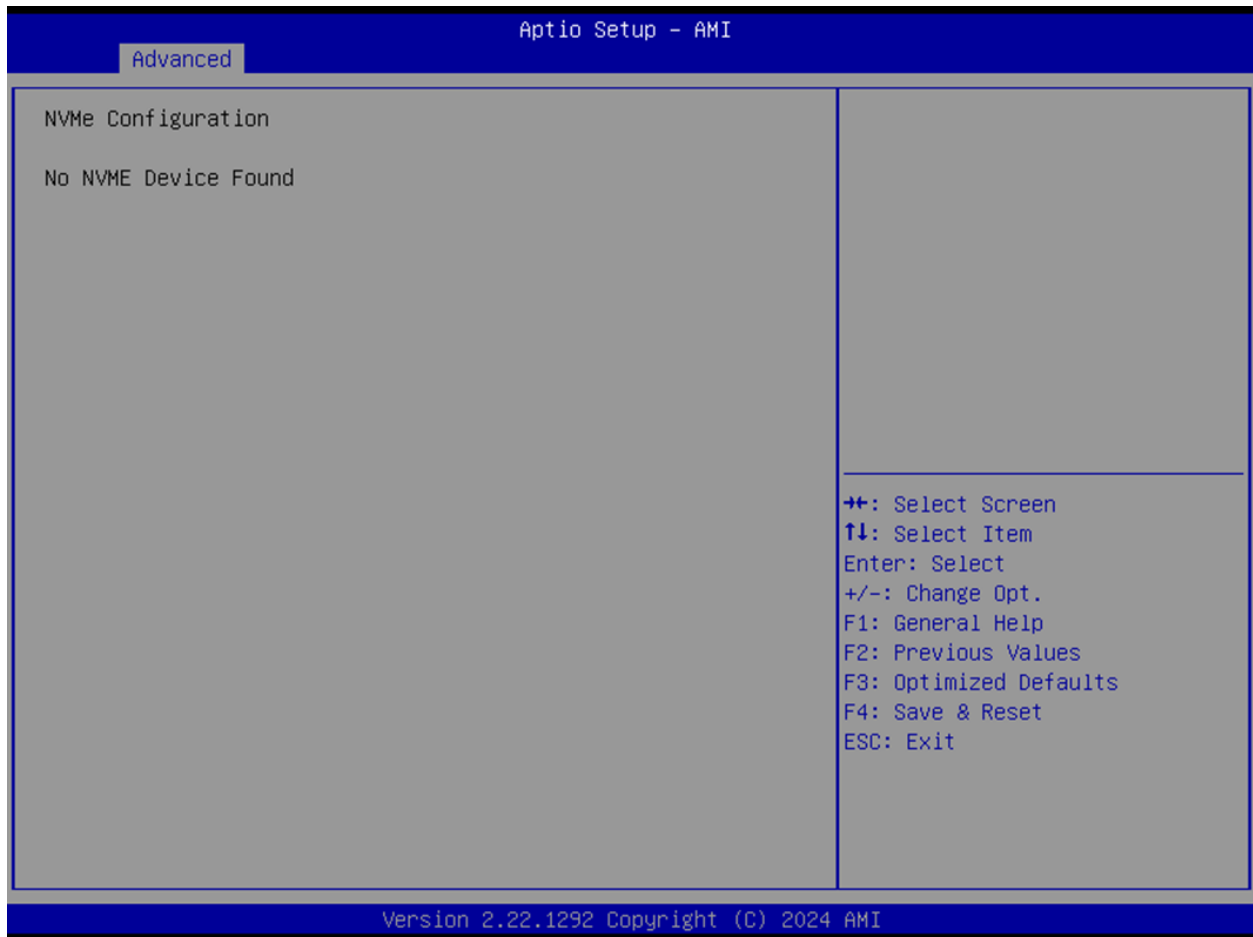 Aptio Setup – AMI
Advanced
NVMe Configuration
No NVME Device Found
→←: Select Screen
↑↓: Select Item
Enter: Select
+/-: Change Opt.
F1: General Help
F2: Previous Values
F3: Optimized Defaults
F4: Save & Reset
ESC: Exit
Version 2.22.1292 Copyright (C) 2024 AMI